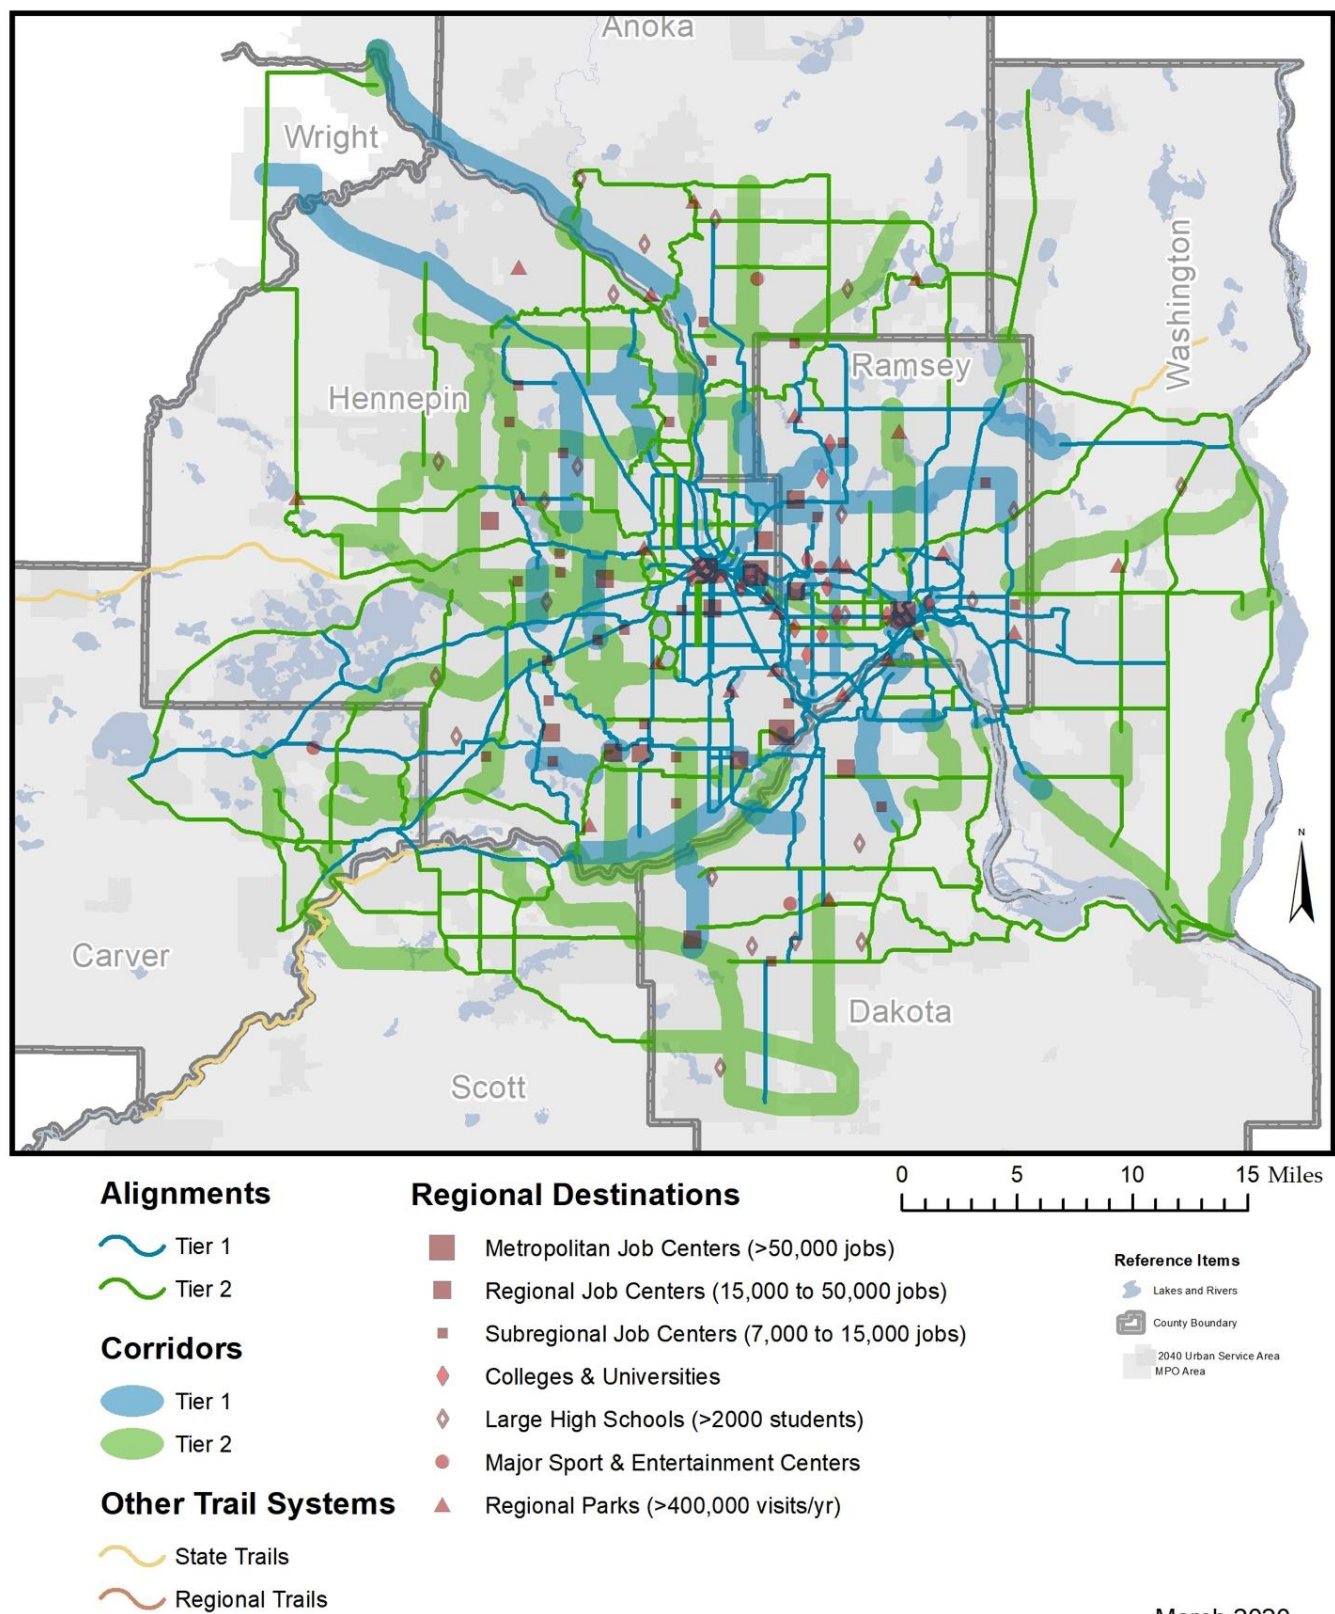 Anoka
Wright
Washington
Ramsey
Hennepin
Carver
Dakota
Scott
N
0 5 10 15 Miles
Alignments
Tier 1
Tier 2
Corridors
Tier 1
Tier 2
Other Trail Systems
State Trails
Regional Trails
Regional Destinations
Metropolitan Job Centers (>50,000 jobs)
Regional Job Centers (15,000 to 50,000 jobs)
Subregional Job Centers (7,000 to 15,000 jobs)
Colleges & Universities
Large High Schools (>2000 students)
Major Sport & Entertainment Centers
Regional Parks (>400,000 visits/yr)
Reference Items
Lakes and Rivers
County Boundary
2040 Urban Service Area
MPO Area
March 2020